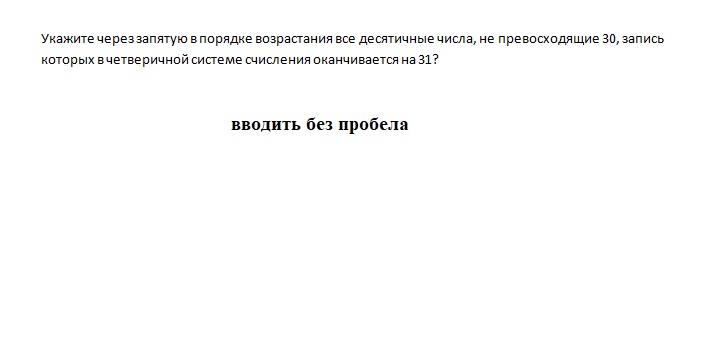 Укажите через запятую в порядке возрастания все десятичные числа, не превосходящие 30, запись
которых в четверичной системе счисления оканчивается на 31?
вводить без пробела